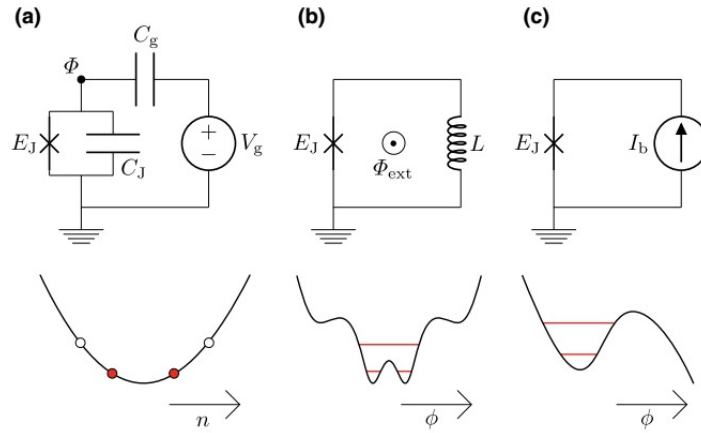 (a)
(b)
(c)
C_g
Φ
E_J
C_J
+
−
V_g
E_J
Φ_ext
L
E_J
I_b
n
ϕ
ϕ